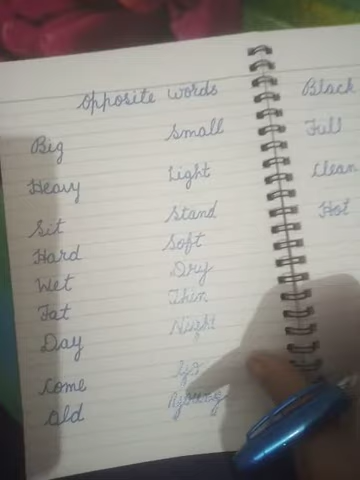 Opposite Words
Big Small
Heavy Light
Sit Stand
Hard Soft
Wet Dry
Fat Thin
Day Night
Come Go
Old
Black
Full
Clean
Hot